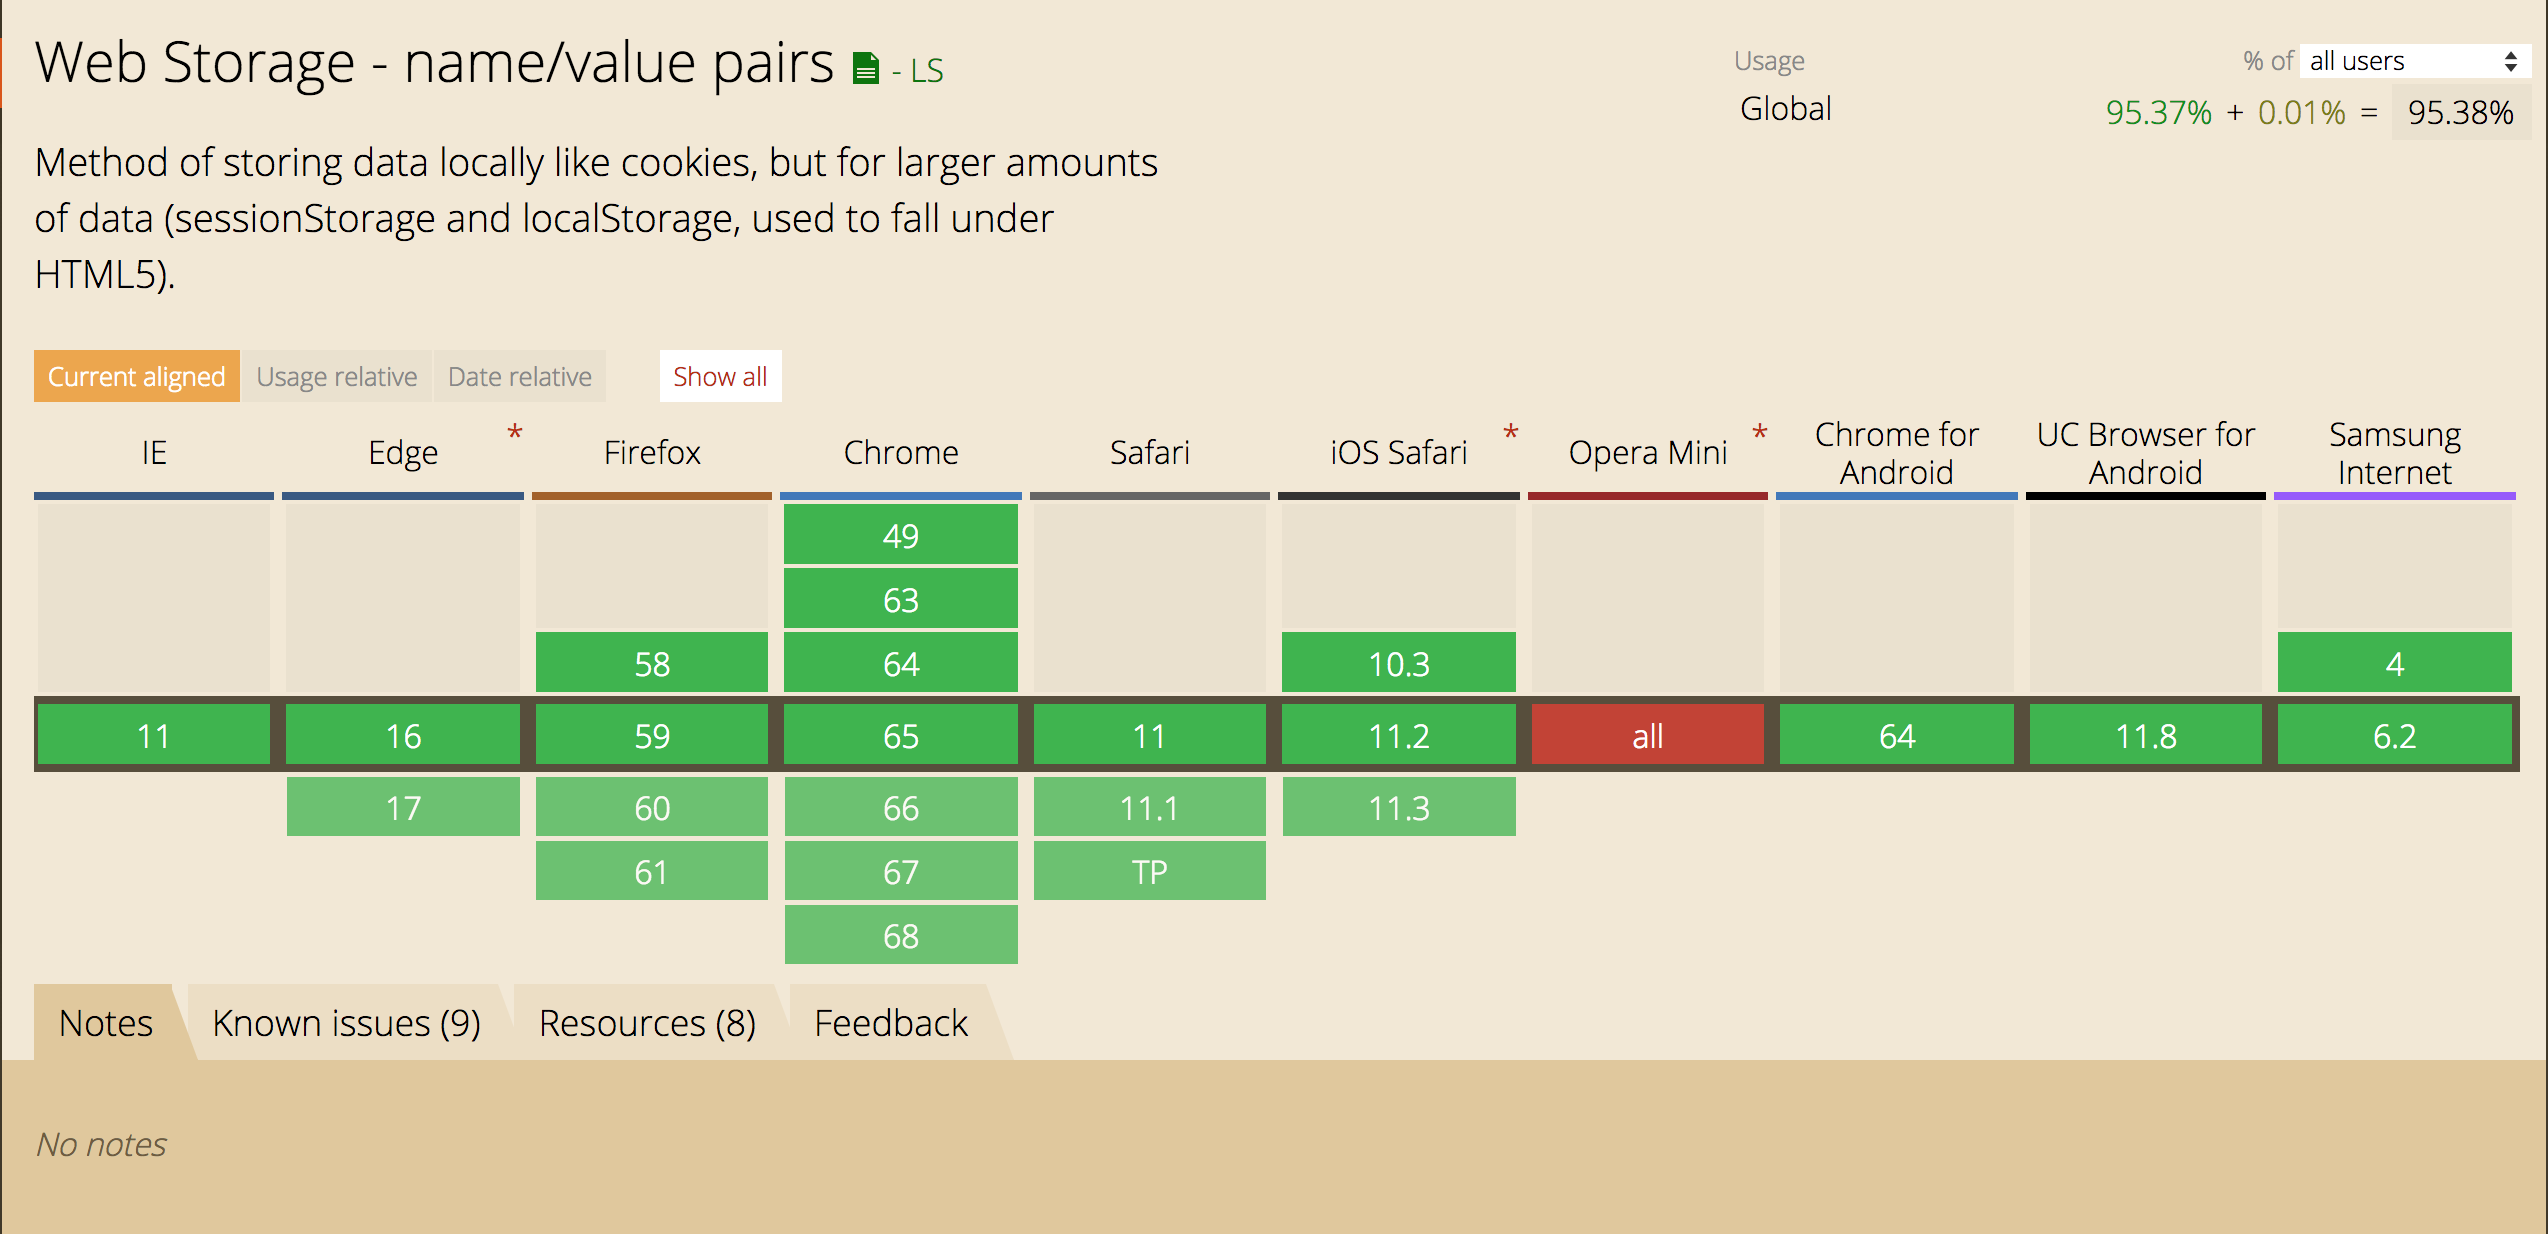 Web Storage - name/value pairs - LS
Usage % of all users
Global 95.37% + 0.01% = 95.38%
Method of storing data locally like cookies, but for larger amounts
of data (sessionStorage and localStorage, used to fall under
HTML5).
Current aligned Usage relative Date relative Show all
IE Edge * Firefox Chrome Safari iOS Safari * Opera Mini * Chrome for Android UC Browser for Android Samsung Internet
49
63
58 64 10.3 4
11 16 59 65 11 11.2 all 64 11.8 6.2
17 60 66 11.1 11.3
61 67 TP
68
Notes Known issues (9) Resources (8) Feedback
No notes